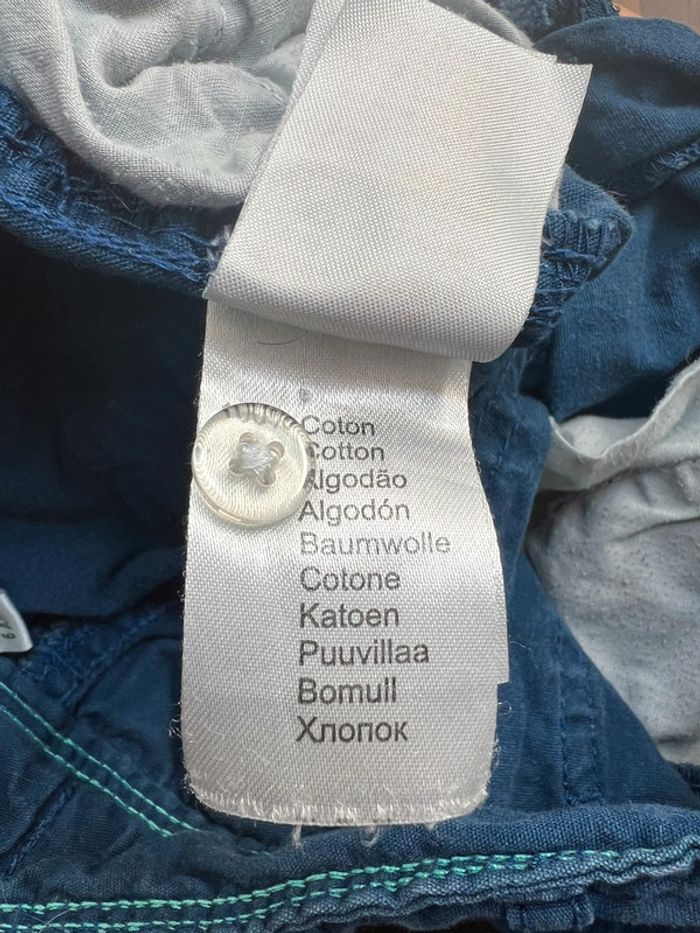 Coton
Cotton
Algodão
Algodón
Baumwolle
Cotone
Katoen
Puuvillaa
Bomull
Хлопок